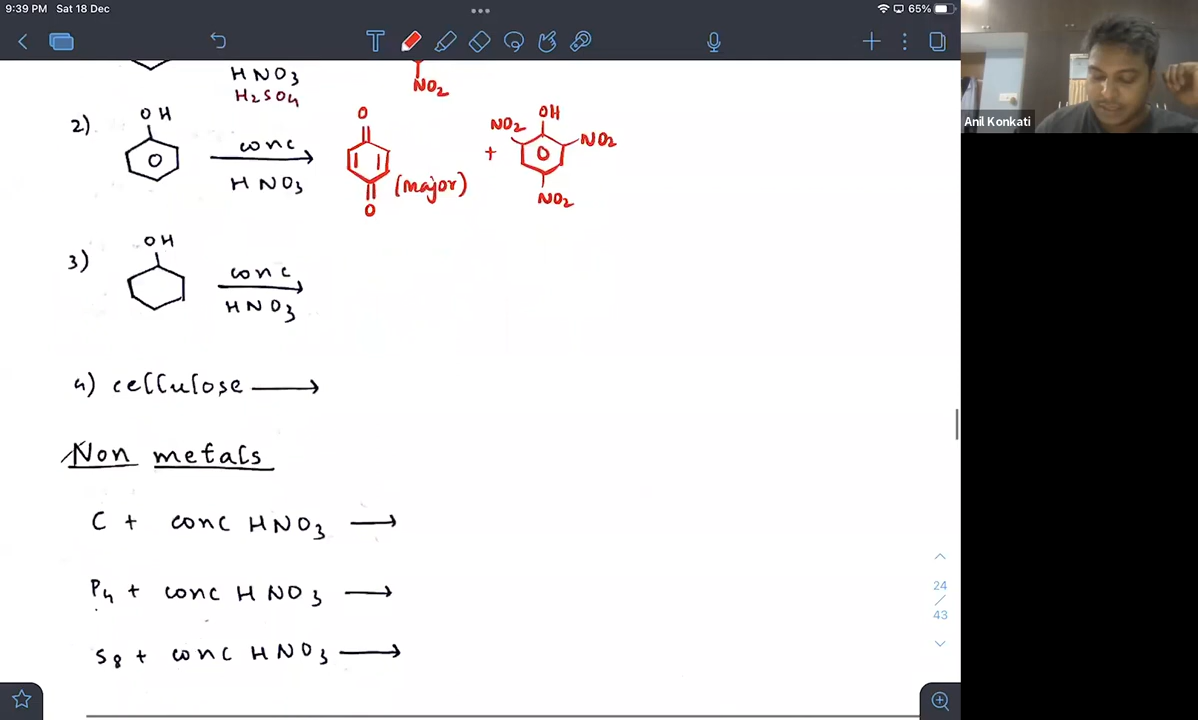 9:39 PM Sat 18 Dec
65%
HNO3
H2SO4
NO2
2)
OH
conc
HNO3
O
O
(major)
+
OH
NO2
NO2
NO2
3)
OH
conc
HNO3
4) cellulose →
Non metals
C + conc HNO3 →
P4 + conc HNO3 →
S8 + conc HNO3 →
24
/
43
Anil Konkati